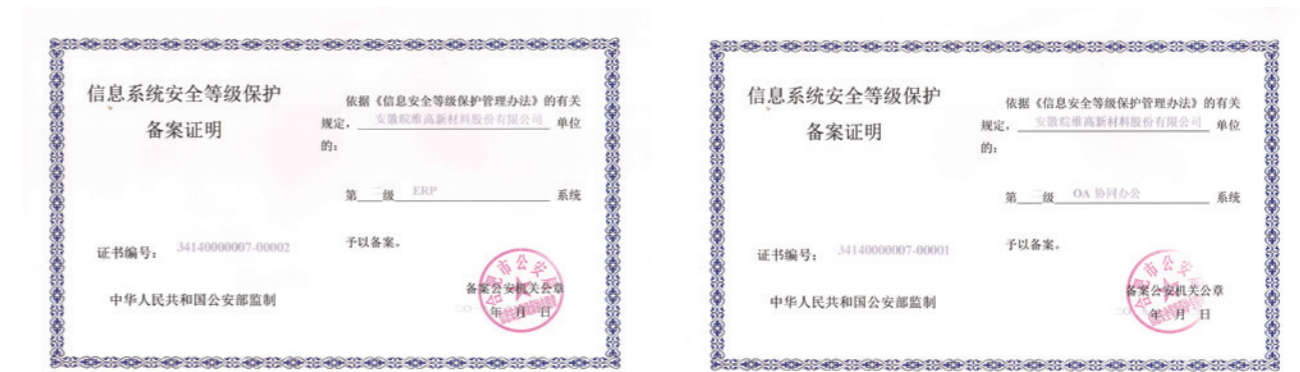 信息系统安全等级保护
备案证明
证书编号： 34140000007-00002
中华人民共和国公安部监制
依据《信息安全等级保护管理办法》的有关
规定， 安徽皖维高新材料股份有限公司 单位
的：
第 二 级 ERP 系统
予以备案。
备案公安机关公章
年 月 日
信息系统安全等级保护
备案证明
证书编号： 34140000007-00001
中华人民共和国公安部监制
依据《信息安全等级保护管理办法》的有关
规定， 安徽皖维高新材料股份有限公司 单位
的：
第 二 级 OA 协同办公 系统
予以备案。
备案公安机关公章
年 月 日